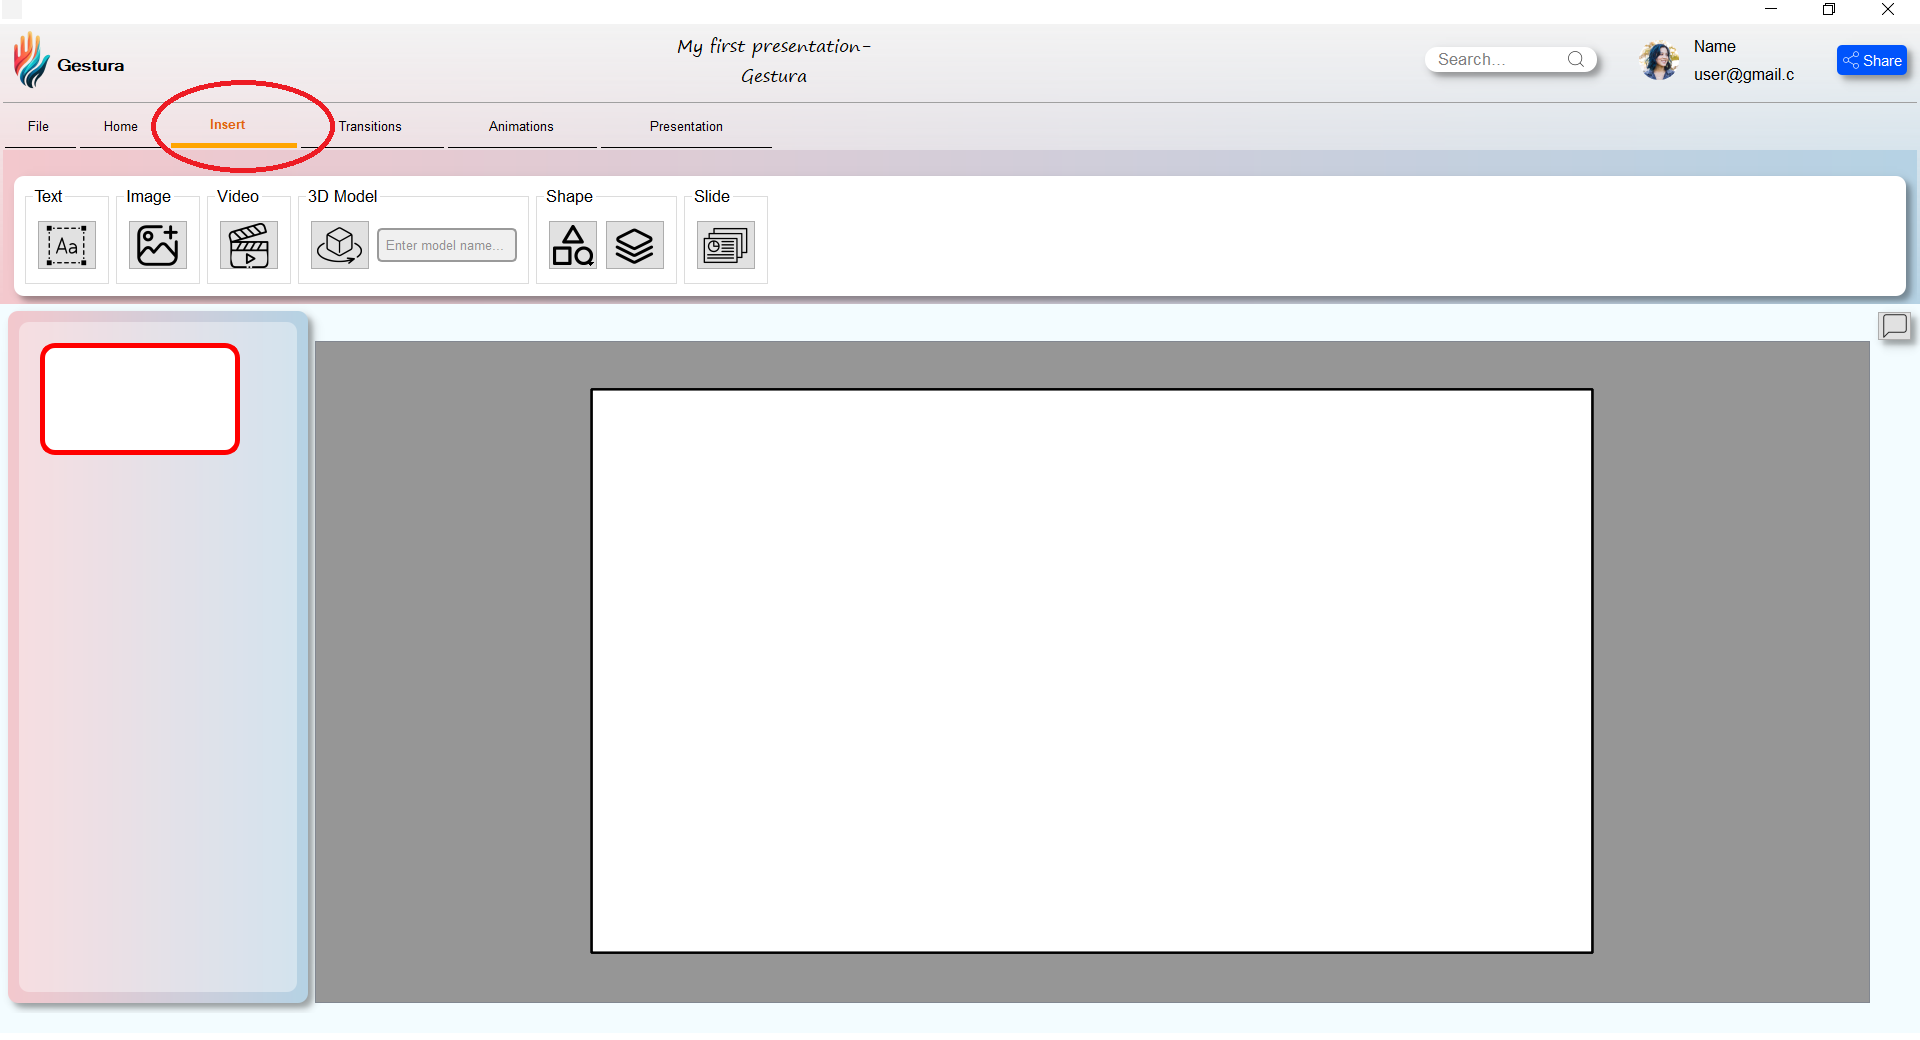 Gestura
My first presentation-
Gestura
Search...
Name
user@gmail.c
Share
File
Home
Insert
Transitions
Animations
Presentation
Text
Image
Video
3D Model
Shape
Slide
Aa
Enter model name...